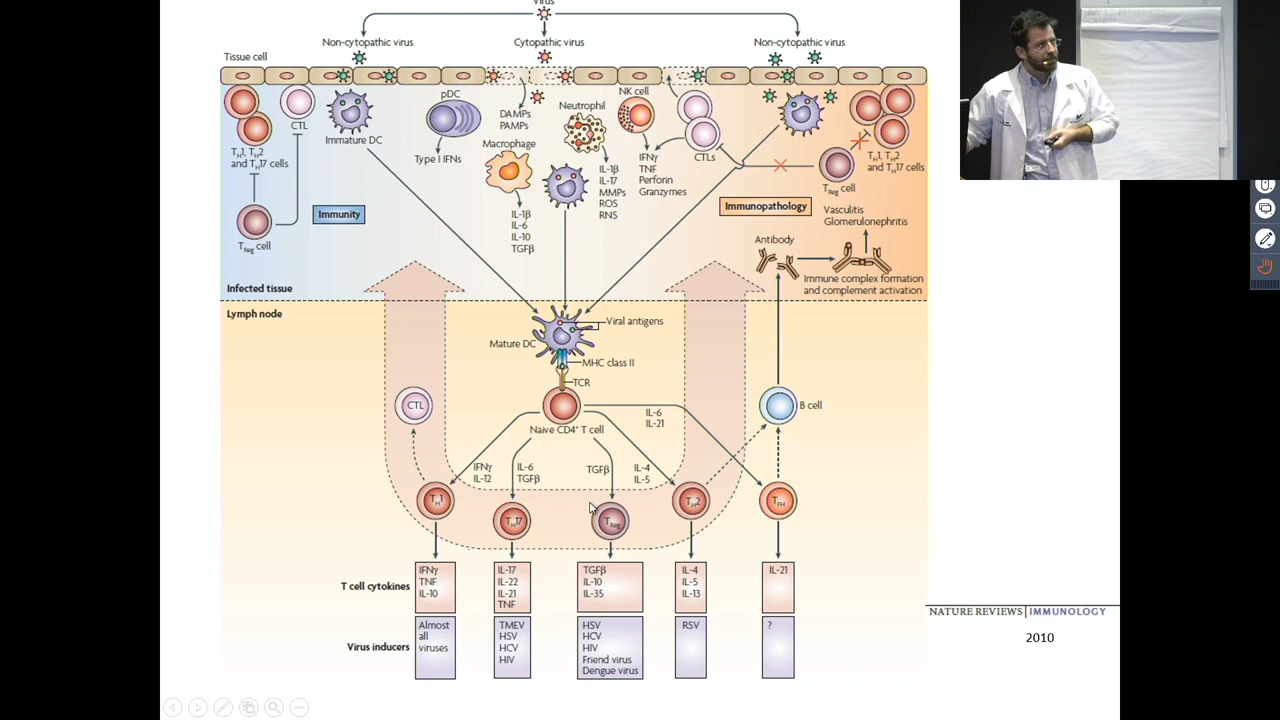 Virus
Non-cytopathic virus
Cytopathic virus
Non-cytopathic virus
Tissue cell
CTL
Immature DC
pDC
Type I IFNs
DAMPs
PAMPs
Macrophage
IL-1β
IL-6
IL-10
TGFβ
Neutrophil
IL-1β
IL-17
MMPs
ROS
RNS
NK cell
IFNγ
TNF
Perforin
Granzymes
CTLs
TH1, TH2
and TH17 cells
TReg cell
Immunity
TH1, TH2
and TH17 cells
TReg cell
Immunopathology
Vasculitis
Glomerulonephritis
Antibody
Immune complex formation
and complement activation
Infected tissue
Lymph node
Viral antigens
Mature DC
MHC class II
TCR
Naive CD4+ T cell
CTL
B cell
IL-6
IL-21
IFNγ
IL-12
IL-6
TGFβ
TGFβ
IL-4
IL-5
TH1
TH17
TReg
TH2
TFH
T cell cytokines
IFNγ
TNF
IL-10
IL-17
IL-22
IL-21
TNF
TGFβ
IL-10
IL-35
IL-4
IL-5
IL-13
IL-21
Virus inducers
Almost
all
viruses
TMEV
HSV
HCV
HIV
HSV
HCV
HIV
Friend virus
Dengue virus
RSV
?
NATURE REVIEWS | IMMUNOLOGY
2010